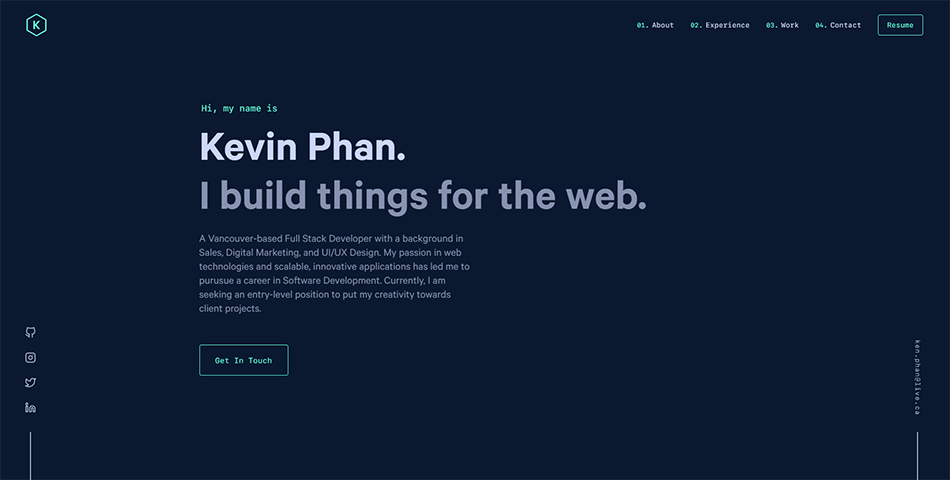 K
01. About 02. Experience 03. Work 04. Contact Resume
Hi, my name is
Kevin Phan.
I build things for the web.
A Vancouver-based Full Stack Developer with a background in
Sales, Digital Marketing, and UI/UX Design. My passion in web
technologies and scalable, innovative applications has led me to
purusue a career in Software Development. Currently, I am
seeking an entry-level position to put my creativity towards
client projects.
Get In Touch
ken.phan@live.ca